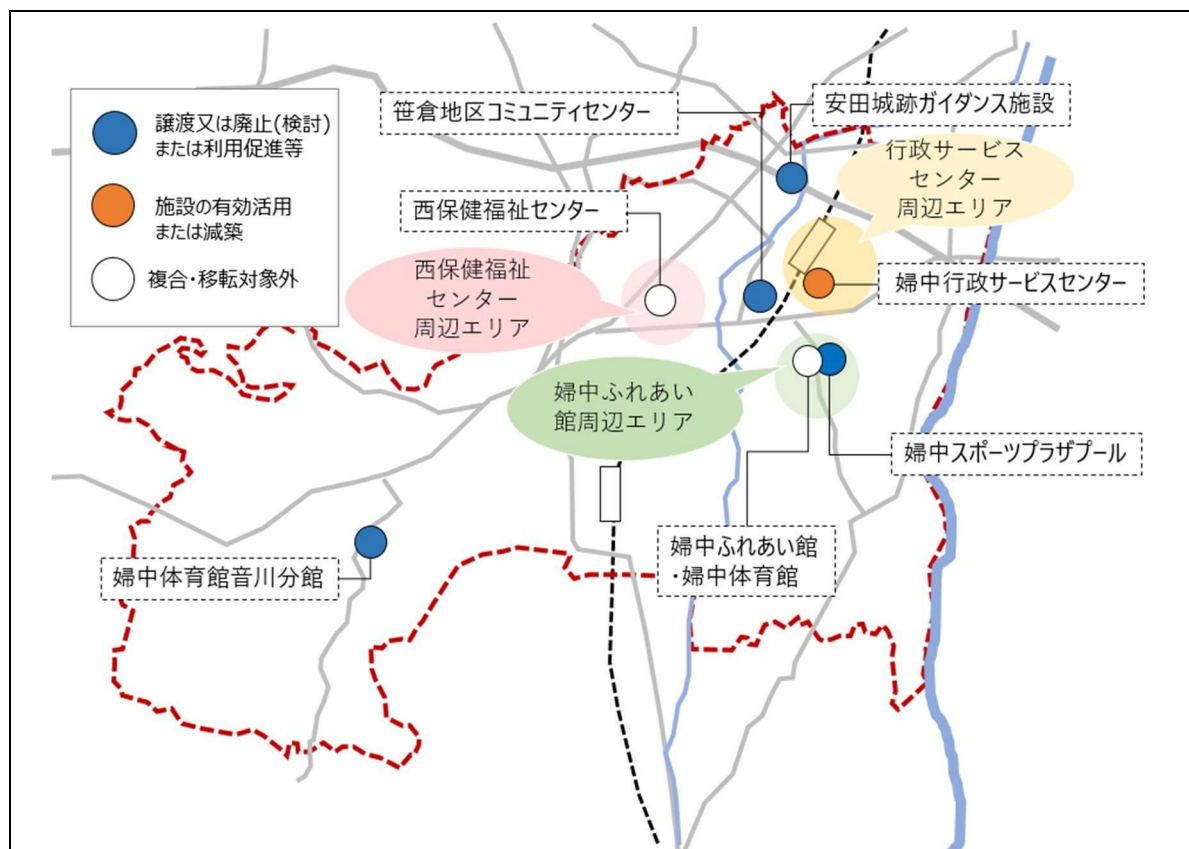 譲渡又は廃止(検討)
または利用促進等
施設の有効活用
または減築
複合・移転対象外
笹倉地区コミュニティセンター
安田城跡ガイダンス施設
行政サービス
センター
周辺エリア
西保健福祉センター
西保健福祉
センター
周辺エリア
婦中行政サービスセンター
婦中ふれあい
館周辺エリア
婦中スポーツプラザプール
婦中ふれあい館
・婦中体育館
婦中体育館音川分館